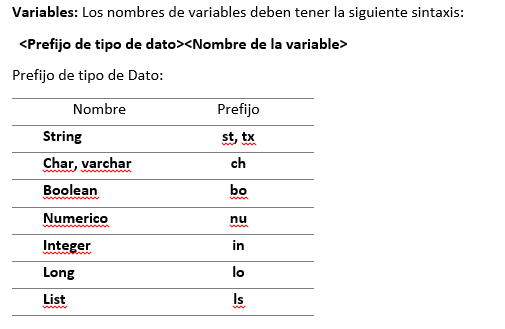 Variables: Los nombres de variables deben tener la siguiente sintaxis:
<Prefijo de tipo de dato><Nombre de la variable>
Prefijo de tipo de Dato:
Nombre Prefijo
String st, tx
Char, varchar ch
Boolean bo
Numerico nu
Integer in
Long lo
List ls